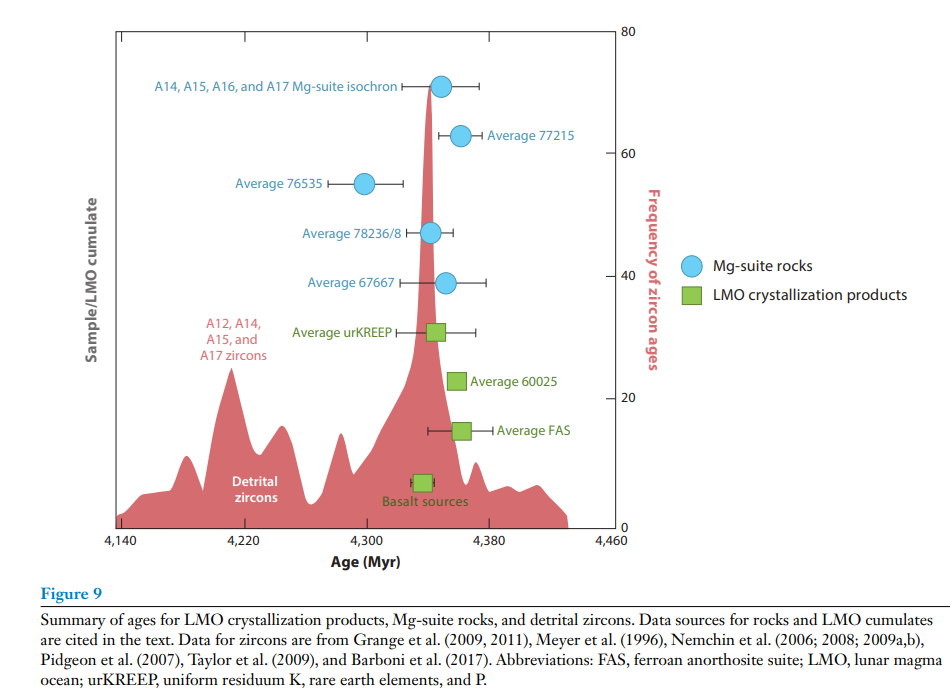 80
A14, A15, A16, and A17 Mg-suite isochron
Average 77215
60
Average 76535
Average 78236/8
Average 67667
40
Average urKREEP
A12, A14,
A15, and
A17 zircons
Average 60025
20
Average FAS
Detrital
zircons
Basalt sources
0
4,140 4,220 4,300 4,380 4,460
Age (Myr)
Sample/LMO cumulate
Frequency of zircon ages
Mg-suite rocks
LMO crystallization products
Figure 9
Summary of ages for LMO crystallization products, Mg-suite rocks, and detrital zircons. Data sources for rocks and LMO cumulates
are cited in the text. Data for zircons are from Grange et al. (2009, 2011), Meyer et al. (1996), Nemchin et al. (2006; 2008; 2009a,b),
Pidgeon et al. (2007), Taylor et al. (2009), and Barboni et al. (2017). Abbreviations: FAS, ferroan anorthosite suite; LMO, lunar magma
ocean; urKREEP, uniform residuum K, rare earth elements, and P.